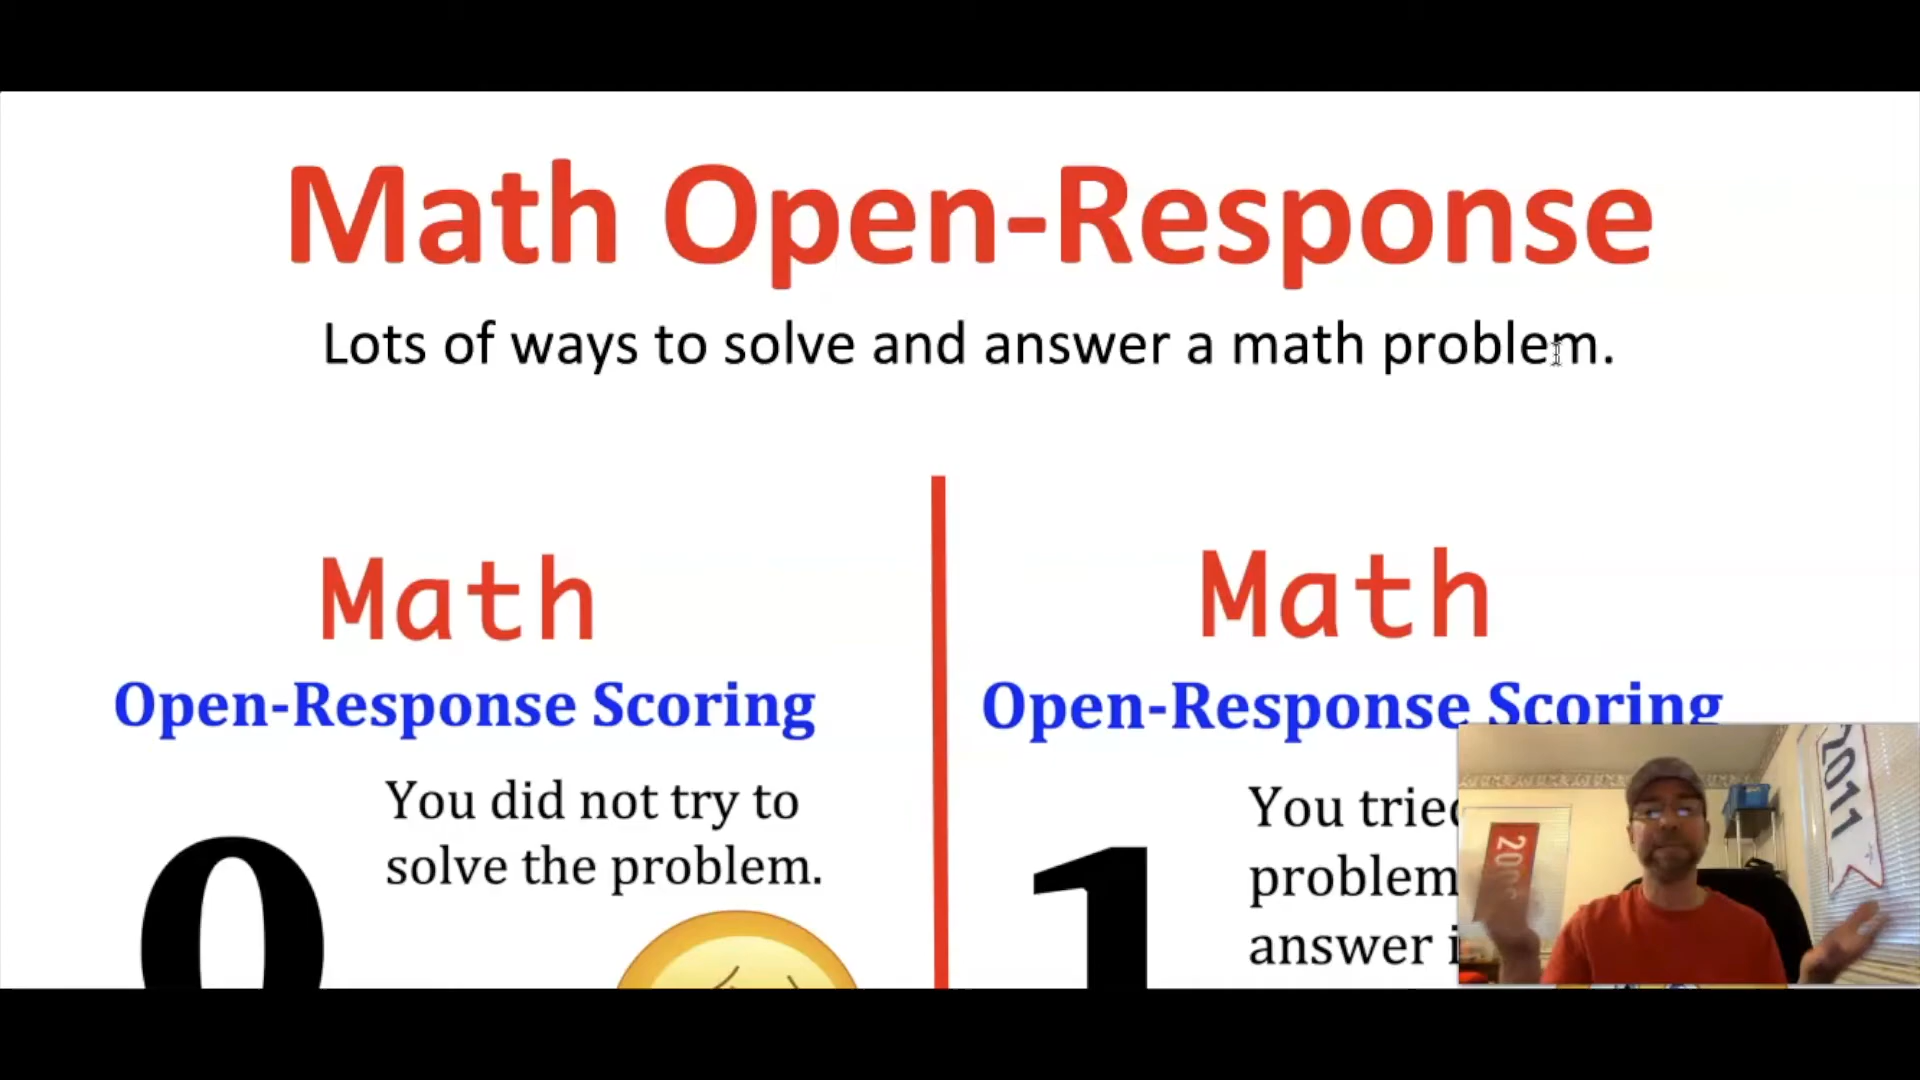 Math Open-Response
Lots of ways to solve and answer a math problem.
Math
Open-Response Scoring
0
You did not try to
solve the problem.
Math
Open-Response Scoring
1
You tried
problem
answer
2011